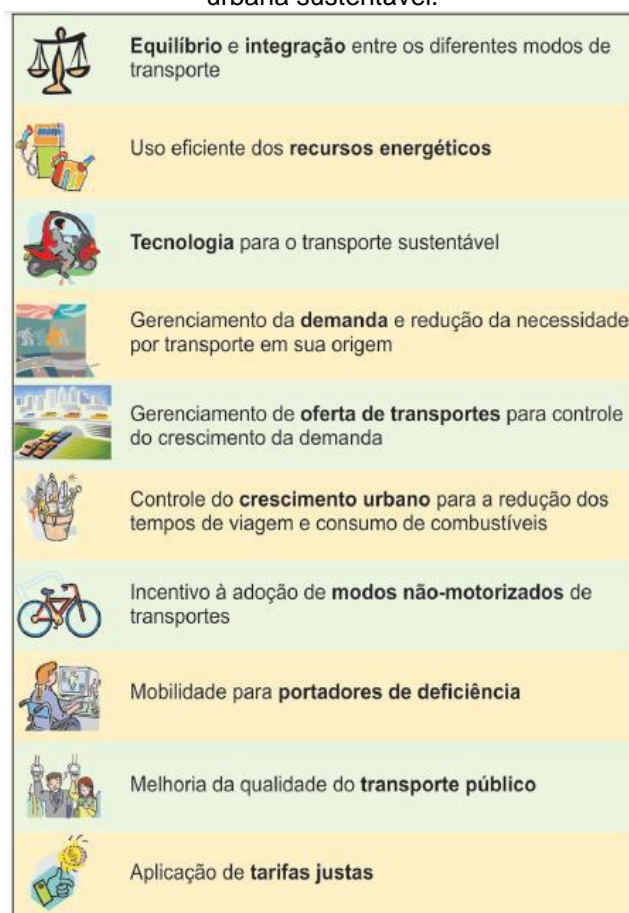 urbana sustentável.
Equilíbrio e integração entre os diferentes modos de
transporte
Uso eficiente dos recursos energéticos
Tecnologia para o transporte sustentável
Gerenciamento da demanda e redução da necessidade
por transporte em sua origem
Gerenciamento de oferta de transportes para controle
do crescimento da demanda
Controle do crescimento urbano para a redução dos
tempos de viagem e consumo de combustíveis
Incentivo à adoção de modos não-motorizados de
transportes
Mobilidade para portadores de deficiência
Melhoria da qualidade do transporte público
Aplicação de tarifas justas